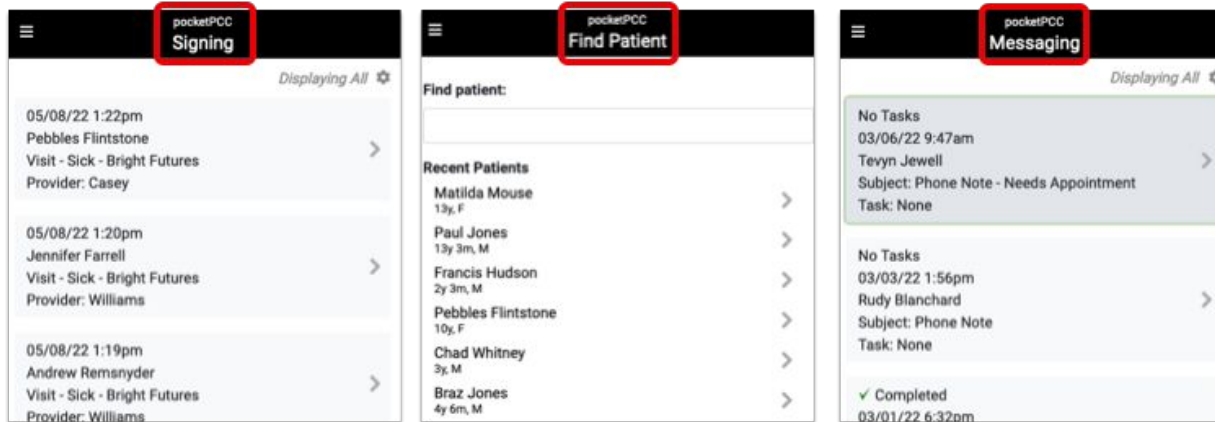 pocketPCC
Signing
Displaying All
05/08/22 1:22pm
Pebbles Flintstone
Visit - Sick - Bright Futures
Provider: Casey
05/08/22 1:20pm
Jennifer Farrell
Visit - Sick - Bright Futures
Provider: Williams
05/08/22 1:19pm
Andrew Remsnyder
Visit - Sick - Bright Futures
Provider: Williams
pocketPCC
Find Patient
Find patient:
Recent Patients
Matilda Mouse
13y, F
Paul Jones
13y 3m, M
Francis Hudson
2y 3m, M
Pebbles Flintstone
10y, F
Chad Whitney
3y, M
Braz Jones
4y 6m, M
pocketPCC
Messaging
Displaying All
No Tasks
03/06/22 9:47am
Tevyn Jewell
Subject: Phone Note - Needs Appointment
Task: None
No Tasks
03/03/22 1:56pm
Rudy Blanchard
Subject: Phone Note
Task: None
✓ Completed
03/01/22 6:32pm